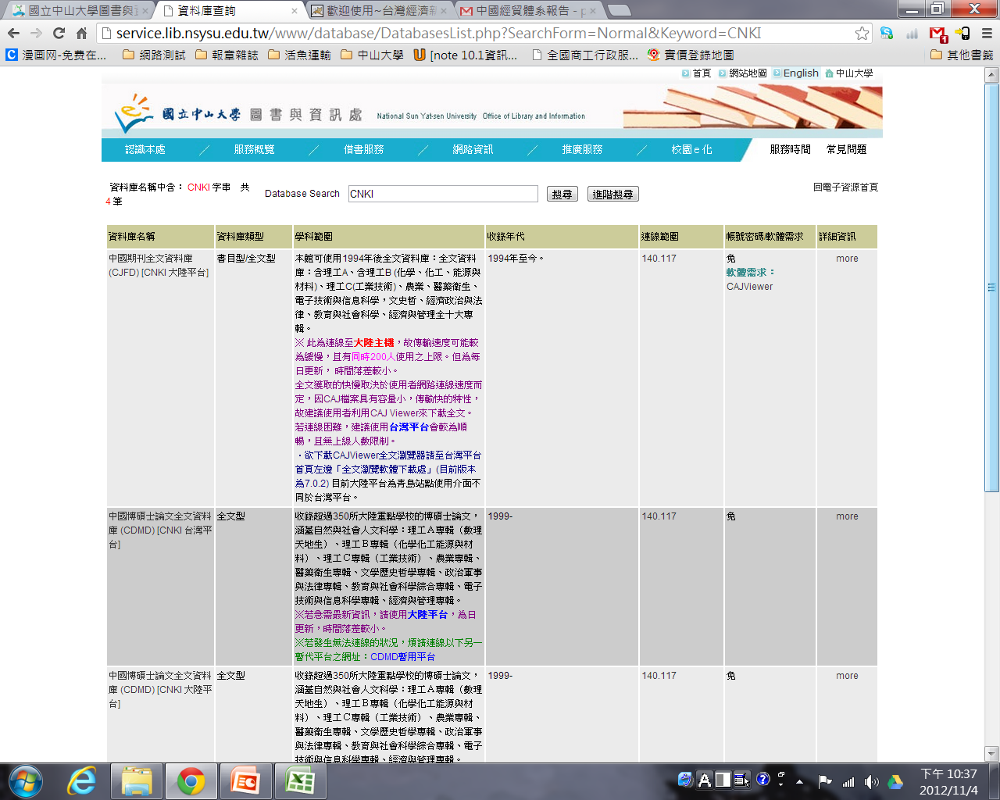 國立中山大學圖書與
資料庫查詢
歡迎使用~台灣經濟新
中國經貿體系報告 - p
service.lib.nsysu.edu.tw/www/database/DatabasesList.php?SearchForm=Normal&Keyword=CNKI
漫画网-免费在...
網路測試
報章雜誌
活魚運輸
中山大學
[note 10.1資訊...
全國商工行政服...
實價登錄地圖
其他書籤
首頁 網站地圖 English 中山大學
國立中山大學 圖書與資訊處 National Sun Yat-sen University Office of Library and Information
認識本處 ／ 服務概覽 ／ 借書服務 ／ 網路資訊 ／ 推廣服務 ／ 校園e化 服務時間 常見問題
資料庫名稱中含： CNKI 字串 共
4 筆
Database Search CNKI 搜尋 進階搜尋
回電子資源首頁
資料庫名稱 資料庫類型 學科範圍 收錄年代 連線範圍 帳號密碼/軟體需求 詳細資訊
中國期刊全文資料庫
(CJFD) [CNKI 大陸平台]
書目型/全文型
本館可使用1994年後全文資料庫：全文資料
庫：含理工A、含理工B (化學、化工、能源與
材料)、理工C(工業技術)、農業、醫藥衛生、
電子技術與信息科學，文史哲、經濟政治與法
律、教育與社會科學、經濟與管理全十大專
輯。
※ 此為連線至大陸主機，故傳輸速度可能較
為緩慢，且有同時200人使用之上限。但為每
日更新， 時間落差較小。
全文獲取的快慢取決於使用者網路連線速度而
定，因CAJ檔案具有容量小，傳輸快的特性，
故建議使用者利用CAJ Viewer來下載全文。
若連線困難，建議使用台灣平台會較為順
暢，且無上線人數限制。
‧欲下載CAJViewer全文瀏覽器請至台灣平台
首頁左邊「全文瀏覽軟體下載處」(目前版本
為7.0.2) 目前大陸平台為青島站點使用介面不
同於台灣平台。
1994年至今。
140.117
免
軟體需求：
CAJViewer
more
中國博碩士論文全文資料
庫 (CDMD) [CNKI 台灣平
台]
全文型
收錄超過350所大陸重點學校的博碩士論文，
涵蓋自然與社會人文科學：理工Ａ專輯（數理
天地生）、理工Ｂ專輯（化學化工能源與材
料）、理工Ｃ專輯（工業技術）、農業專輯、
醫藥衛生專輯、文學歷史哲學專輯、政治軍事
與法律專輯、教育與社會科學綜合專輯、電子
技術與信息科學專輯、經濟與管理專輯。
※若急需最新資訊，請使用大陸平台，為日
更新，時間落差較小。
※若發生無法連線的狀況，煩請連線以下另一
暫代平台之網址：CDMD暫用平台
1999-
140.117
免
more
中國博碩士論文全文資料
庫 (CDMD) [CNKI 大陸平
台]
全文型
收錄超過350所大陸重點學校的博碩士論文，
涵蓋自然與社會人文科學：理工Ａ專輯（數理
天地生）、理工Ｂ專輯（化學化工能源與材
料）、理工Ｃ專輯（工業技術）、農業專輯、
醫藥衛生專輯、文學歷史哲學專輯、政治軍事
與法律專輯、教育與社會科學綜合專輯、電子
技術與信息科學專輯、經濟與管理專輯。
1999-
140.117
免
more
下午 10:37
2012/11/4